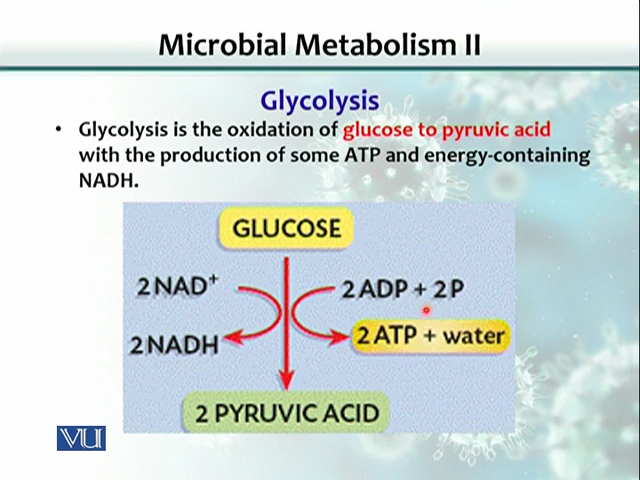 Microbial Metabolism II
Glycolysis
• Glycolysis is the oxidation of glucose to pyruvic acid
with the production of some ATP and energy-containing
NADH.
GLUCOSE
2 NAD⁺
2 ADP + 2 P
2 NADH
2 ATP + water
2 PYRUVIC ACID
VU